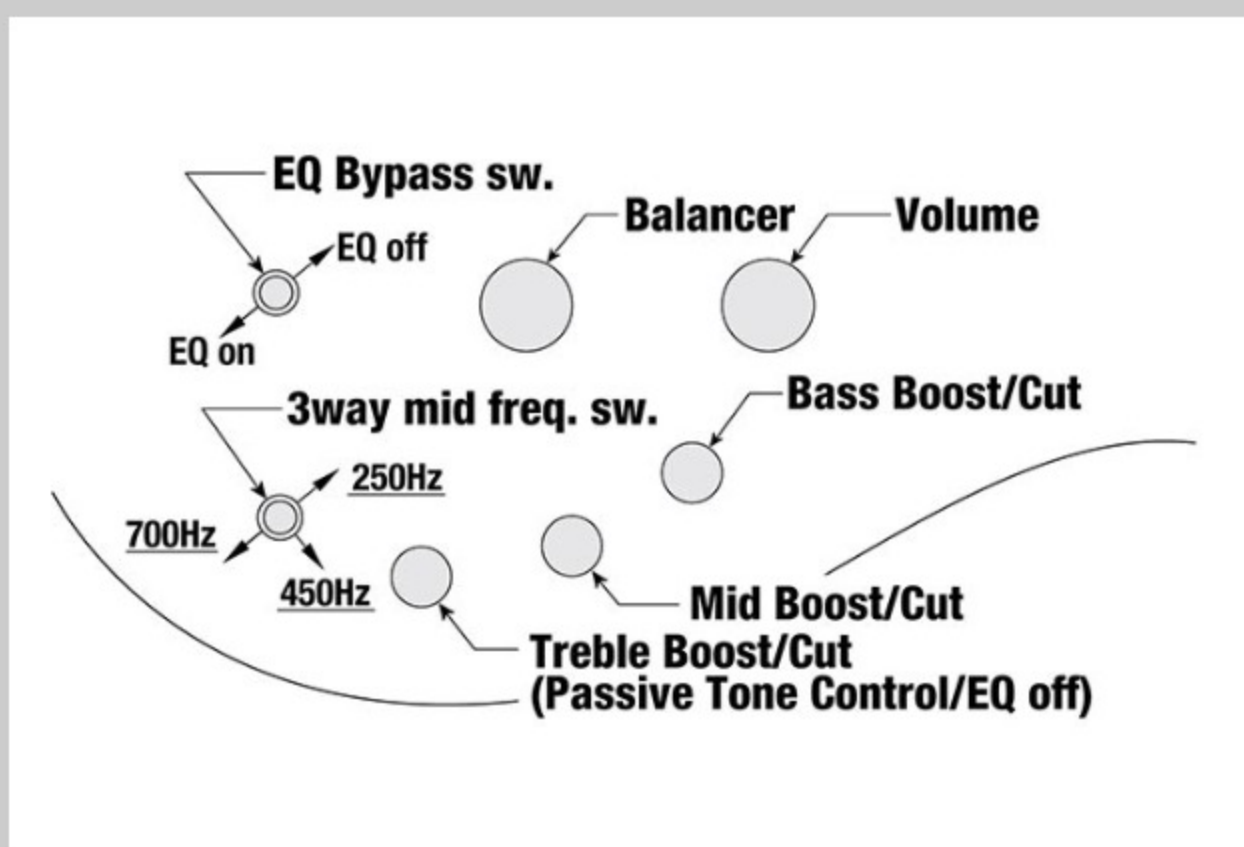 EQ Bypass sw.
Balancer
Volume
EQ off
EQ on
Bass Boost/Cut
3way mid freq. sw.
250Hz
700Hz
450Hz
Mid Boost/Cut
Treble Boost/Cut
(Passive Tone Control/EQ off)